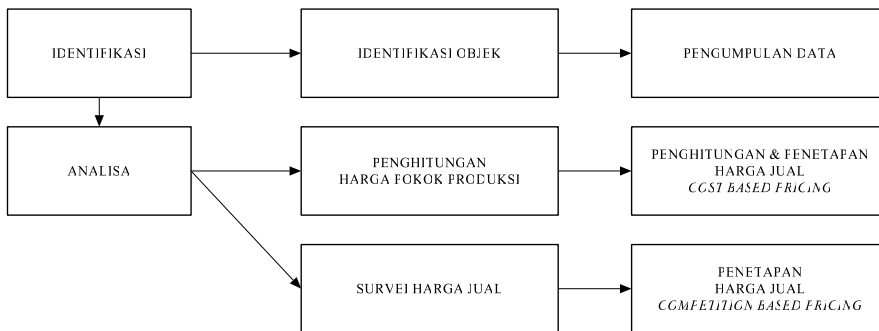 IDENTIFIKASI
IDENTIFIKASI OBJEK
PENGUMPULAN DATA
ANALISA
PENGHITUNGAN
HARGA POKOK PRODUKSI
PENGHITUNGAN & PENETAPAN
HARGA JUAL
COST BASED PRICING
SURVEI HARGA JUAL
PENETAPAN
HARGA JUAL
COMPETITION BASED PRICING